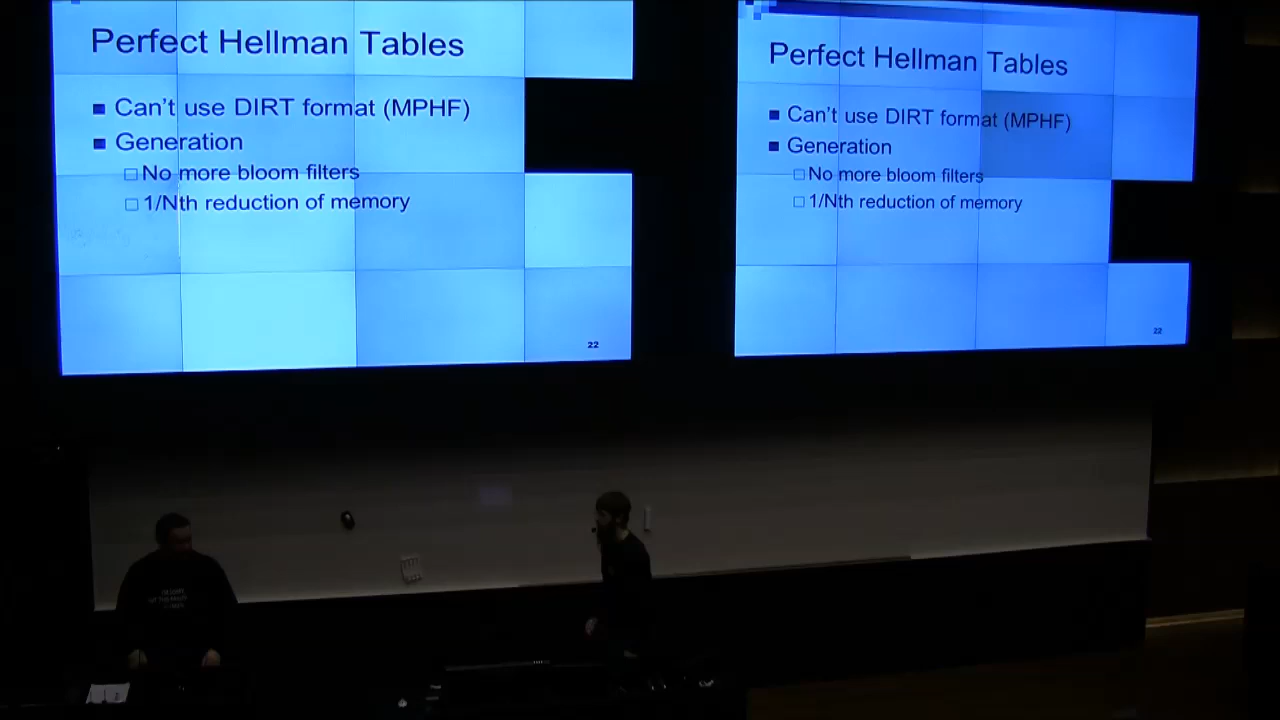 Perfect Hellman Tables
Can't use DIRT format (MPHF)
Generation
No more bloom filters
1/Nth reduction of memory
22
Perfect Hellman Tables
Can't use DIRT format (MPHF)
Generation
No more bloom filters
1/Nth reduction of memory
22